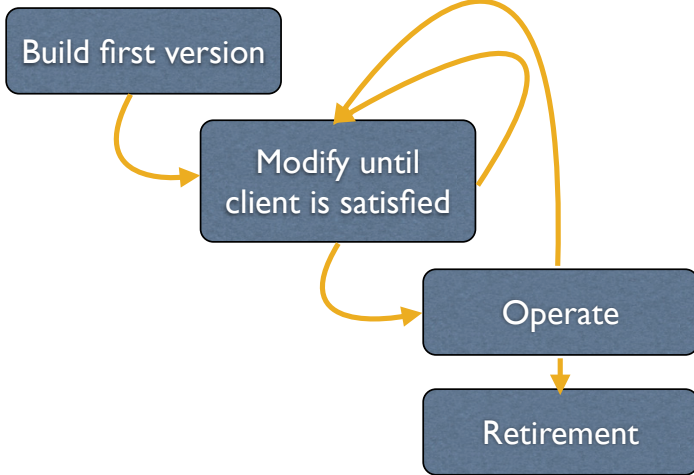 Build first version
Modify until
client is satisfied
Operate
Retirement